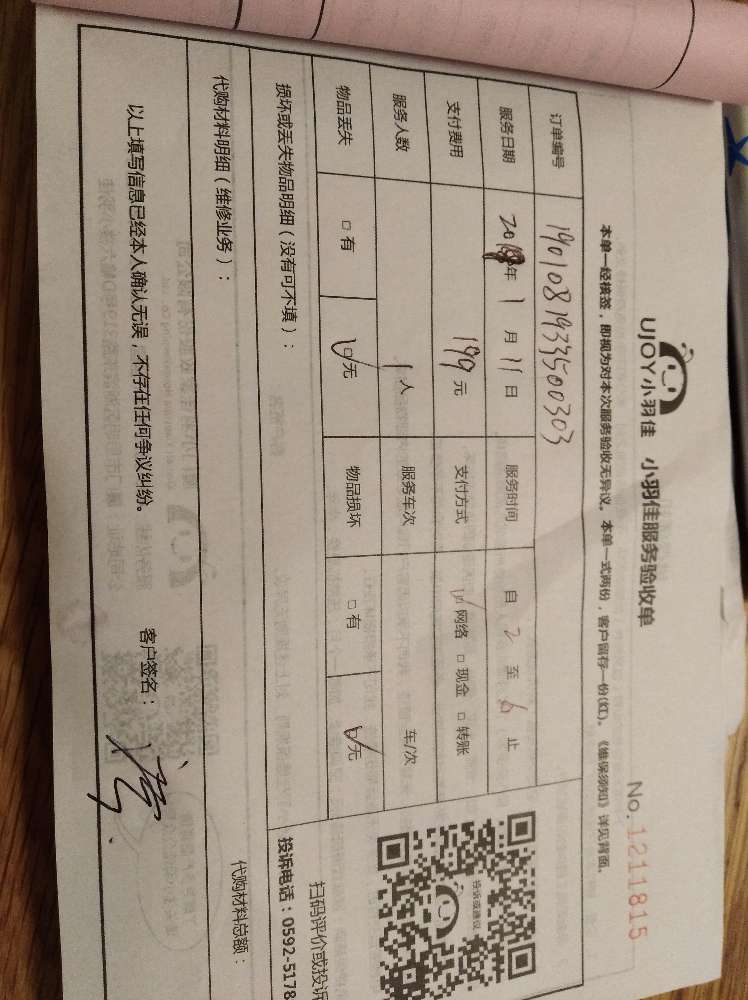 UJOY小羽佳 小羽佳服务验收单
No. 1211815
本单一经核签，即视为对本次服务验收无异议。本单一式两份，客户留存一份(红)。《维保须知》详见背面。
订单编号 19010819335003​03
服务日期 年 1 月 11 日 服务时间 自 2 至 6 止
支付费用 199 元 支付方式 ☑网络 □现金 □转账
服务人数 1 人 服务车次 车/次
物品丢失 □有 ☑无 物品损坏 □有 ☑无
损坏或丢失物品明细（没有可不填）：
代购材料明细（维修业务）：
代购材料总额：
以上填写信息已经本人确认无误，不存在任何争议纠纷。 客户签名：
投诉或建议
扫码评价或投诉
投诉电话：0592-5178